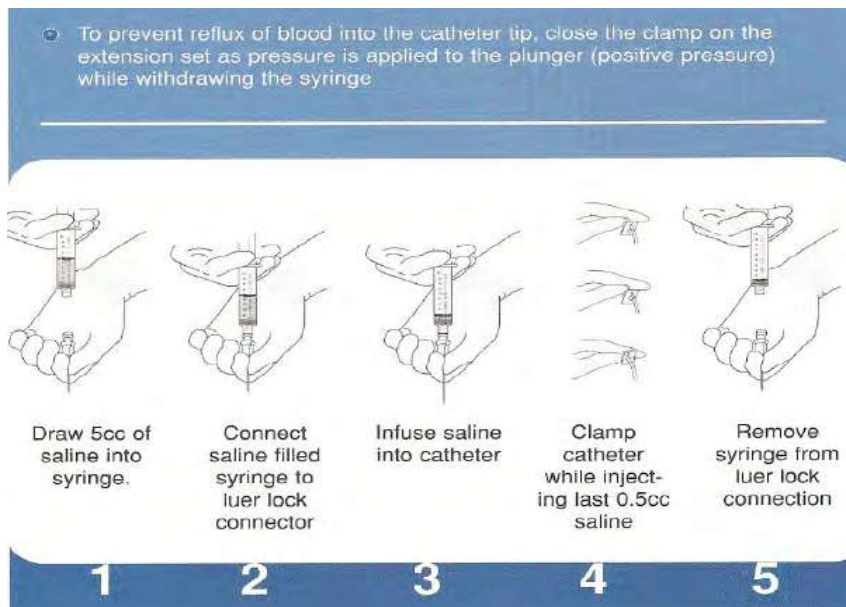 To prevent reflux of blood into the catheter tip, close the clamp on the
extension set as pressure is applied to the plunger (positive pressure)
while withdrawing the syringe
Draw 5cc of
saline into
syringe.
Connect
saline filled
syringe to
luer lock
connector
Infuse saline
into catheter
Clamp
catheter
while inject-
ing last 0.5cc
saline
Remove
syringe from
luer lock
connection
1 2 3 4 5